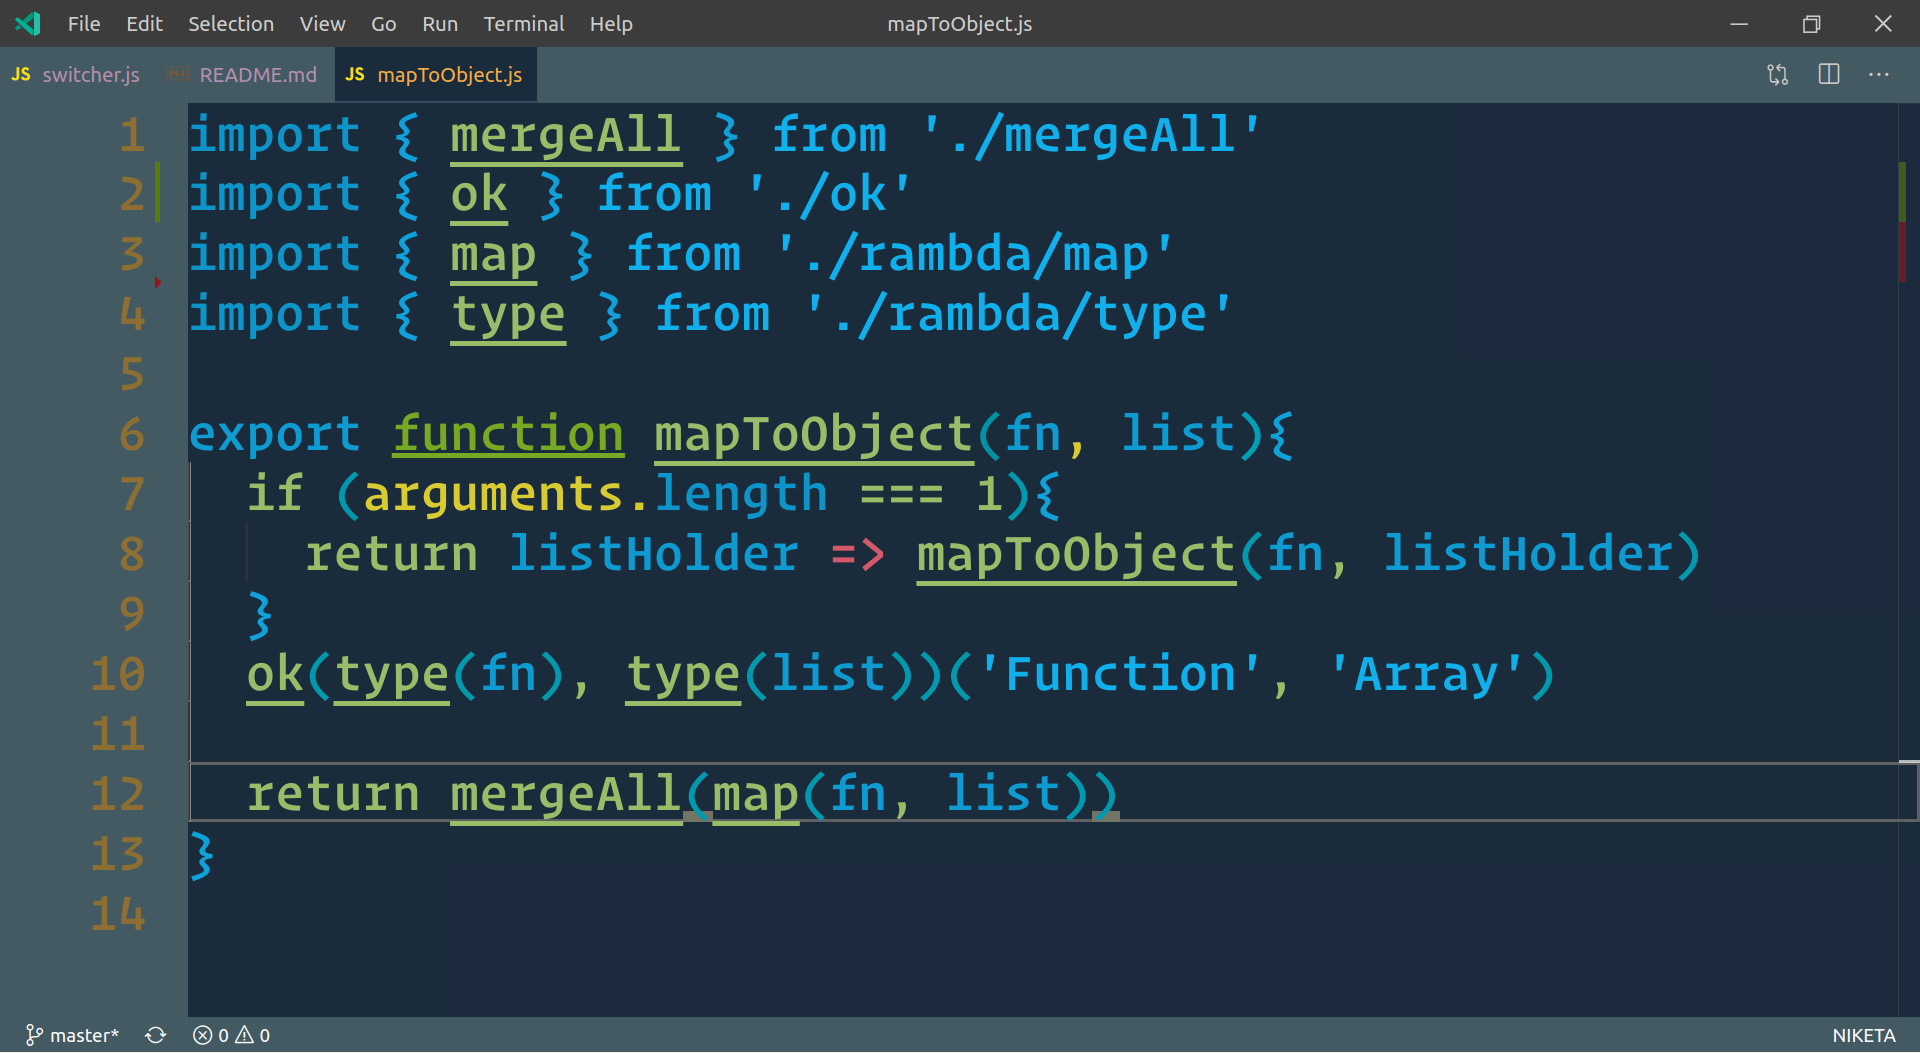 File Edit Selection View Go Run Terminal Help mapToObject.js
JS switcher.js M↓ README.md JS mapToObject.js ···
1 import { mergeAll } from './mergeAll'
2 import { ok } from './ok'
3 import { map } from './rambda/map'
4 import { type } from './rambda/type'
5
6 export function mapToObject(fn, list){
7 if (arguments.length === 1){
8 return listHolder => mapToObject(fn, listHolder)
9 }
10 ok(type(fn), type(list))('Function', 'Array')
11
12 return mergeAll(map(fn, list))
13 }
14
master* 0 0 NIKETA